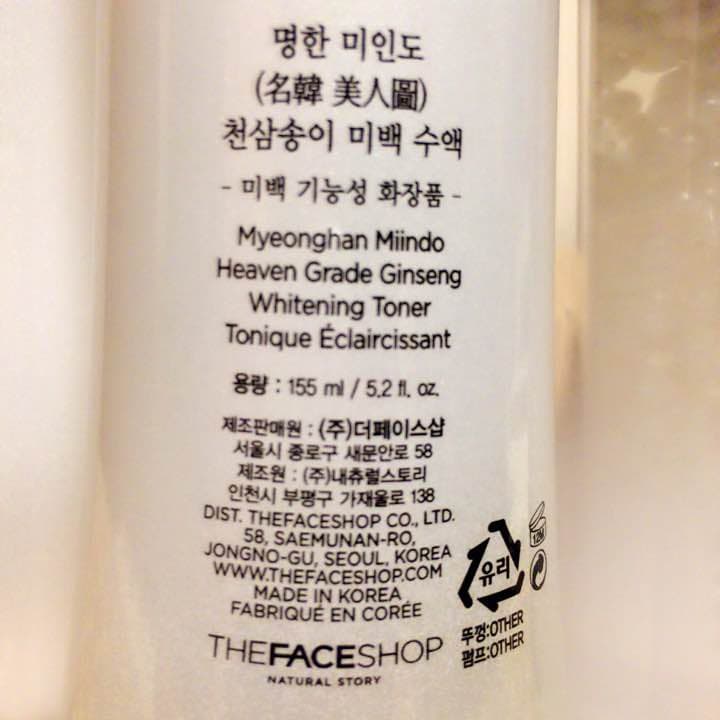 명한 미인도
(名韓 美人圖)
천삼송이 미백 수액
- 미백 기능성 화장품 -
Myeonghan Miindo
Heaven Grade Ginseng
Whitening Toner
Tonique Éclaircissant
용량 : 155 ml / 5.2 fl. oz.
제조판매원 : (주)더페이스샵
서울시 종로구 새문안로 58
제조원 : (주)내츄럴스토리
인천시 부평구 가재울로 138
DIST. THEFACESHOP CO., LTD.
58, SAEMUNAN-RO,
JONGNO-GU, SEOUL, KOREA
WWW.THEFACESHOP.COM
MADE IN KOREA
FABRIQUÉ EN CORÉE
THEFACESHOP
NATURAL STORY
12M
유리
뚜껑:OTHER
펌프:OTHER